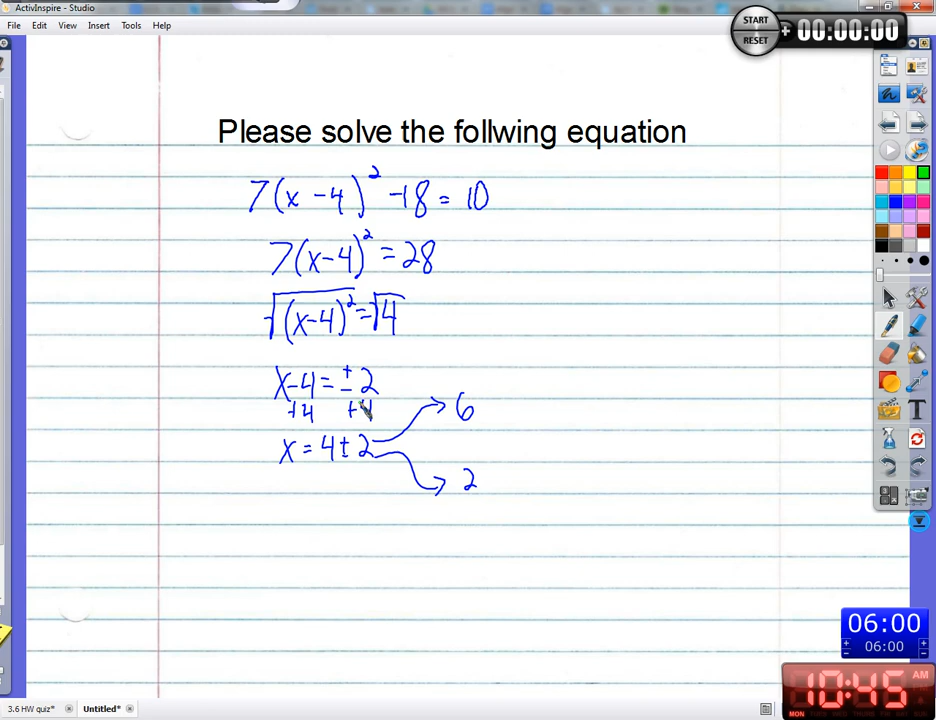 ActivInspire - Studio
START
RESET
00:00:00
File Edit View Insert Tools Help
Please solve the follwing equation
7(x - 4)² - 18 = 10
7(x - 4)² = 28
√(x - 4)² = √4
x - 4 = ± 2
+4 +4
6
x = 4 ± 2
2
06:00
06:00
10:45 AM
MON
3.6 HW quiz* Untitled*